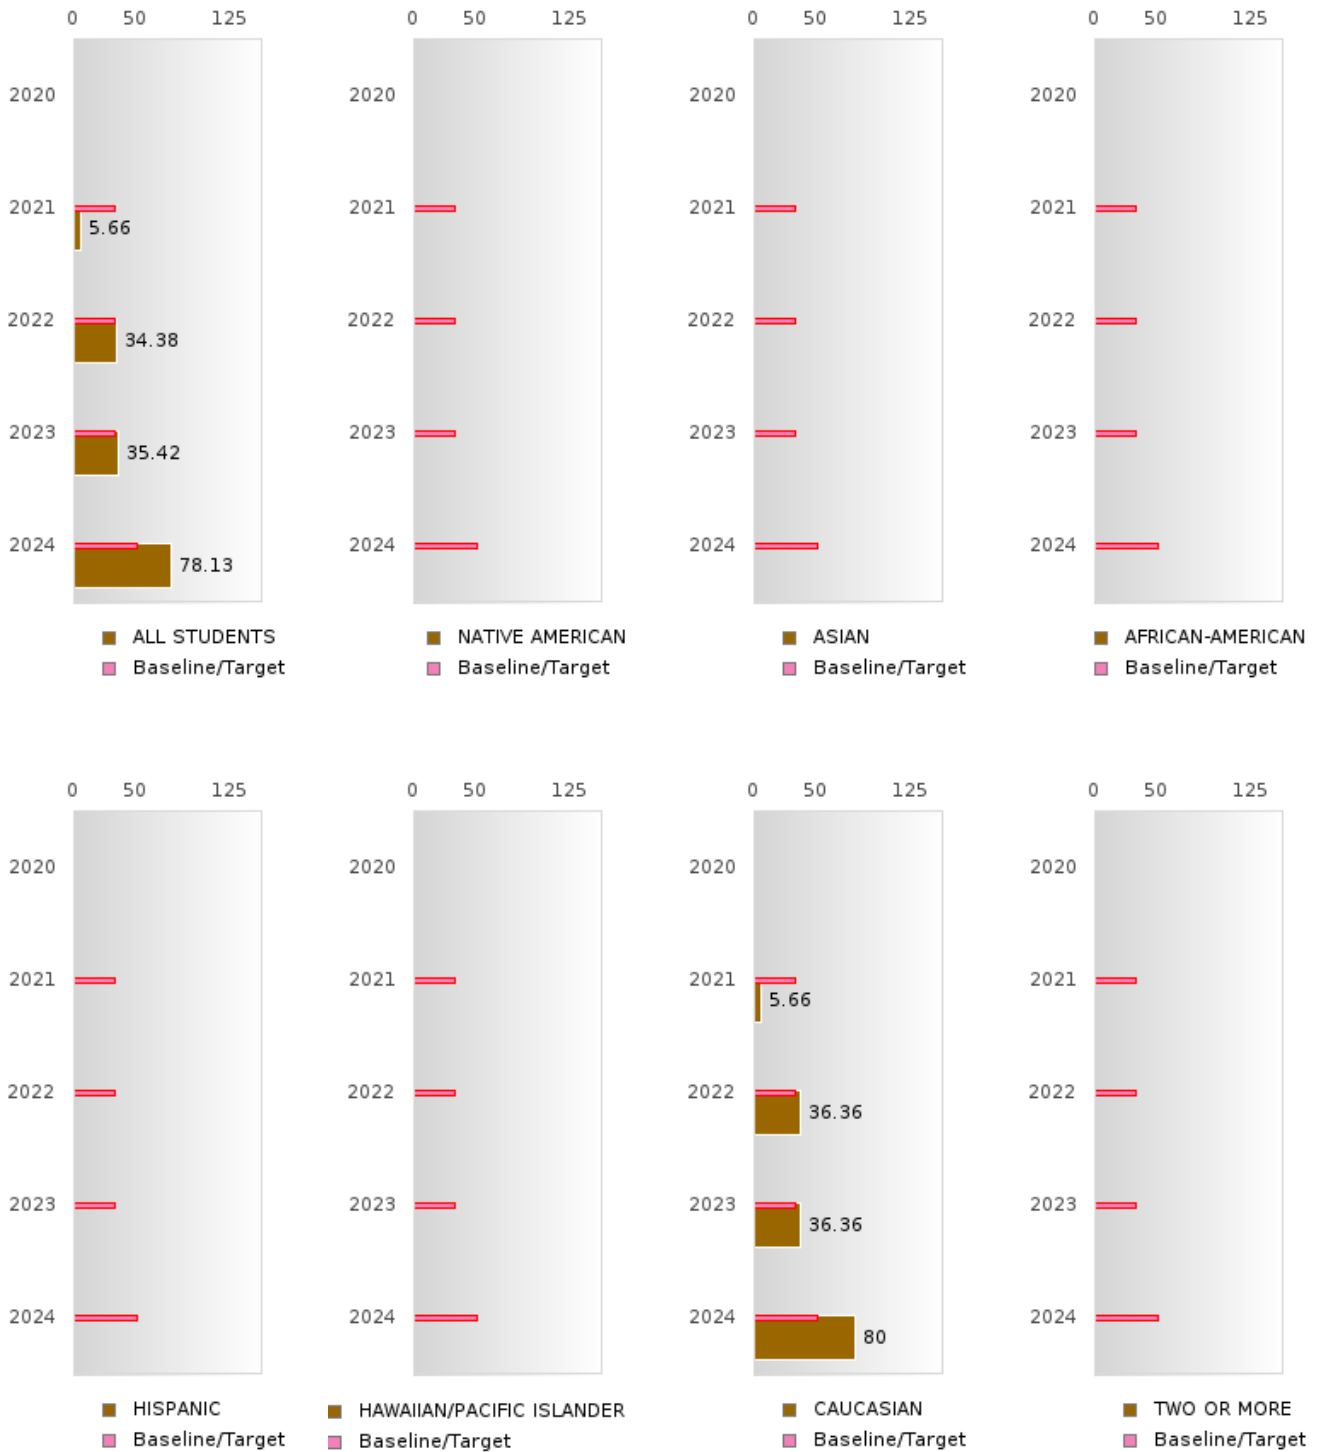 0 50 125 0 50 125 0 50 125 0 50 125
2020 2020 2020 2020
2021 2021 2021 2021
5.66
2022 2022 2022 2022
34.38
2023 2023 2023 2023
35.42
2024 2024 2024 2024
78.13
ALL STUDENTS NATIVE AMERICAN ASIAN AFRICAN-AMERICAN
Baseline/Target Baseline/Target Baseline/Target Baseline/Target
0 50 125 0 50 125 0 50 125 0 50 125
2020 2020 2020 2020
2021 2021 2021 2021
5.66
2022 2022 2022 2022
36.36
2023 2023 2023 2023
36.36
2024 2024 2024 2024
80
HISPANIC HAWAIIAN/PACIFIC ISLANDER CAUCASIAN TWO OR MORE
Baseline/Target Baseline/Target Baseline/Target Baseline/Target